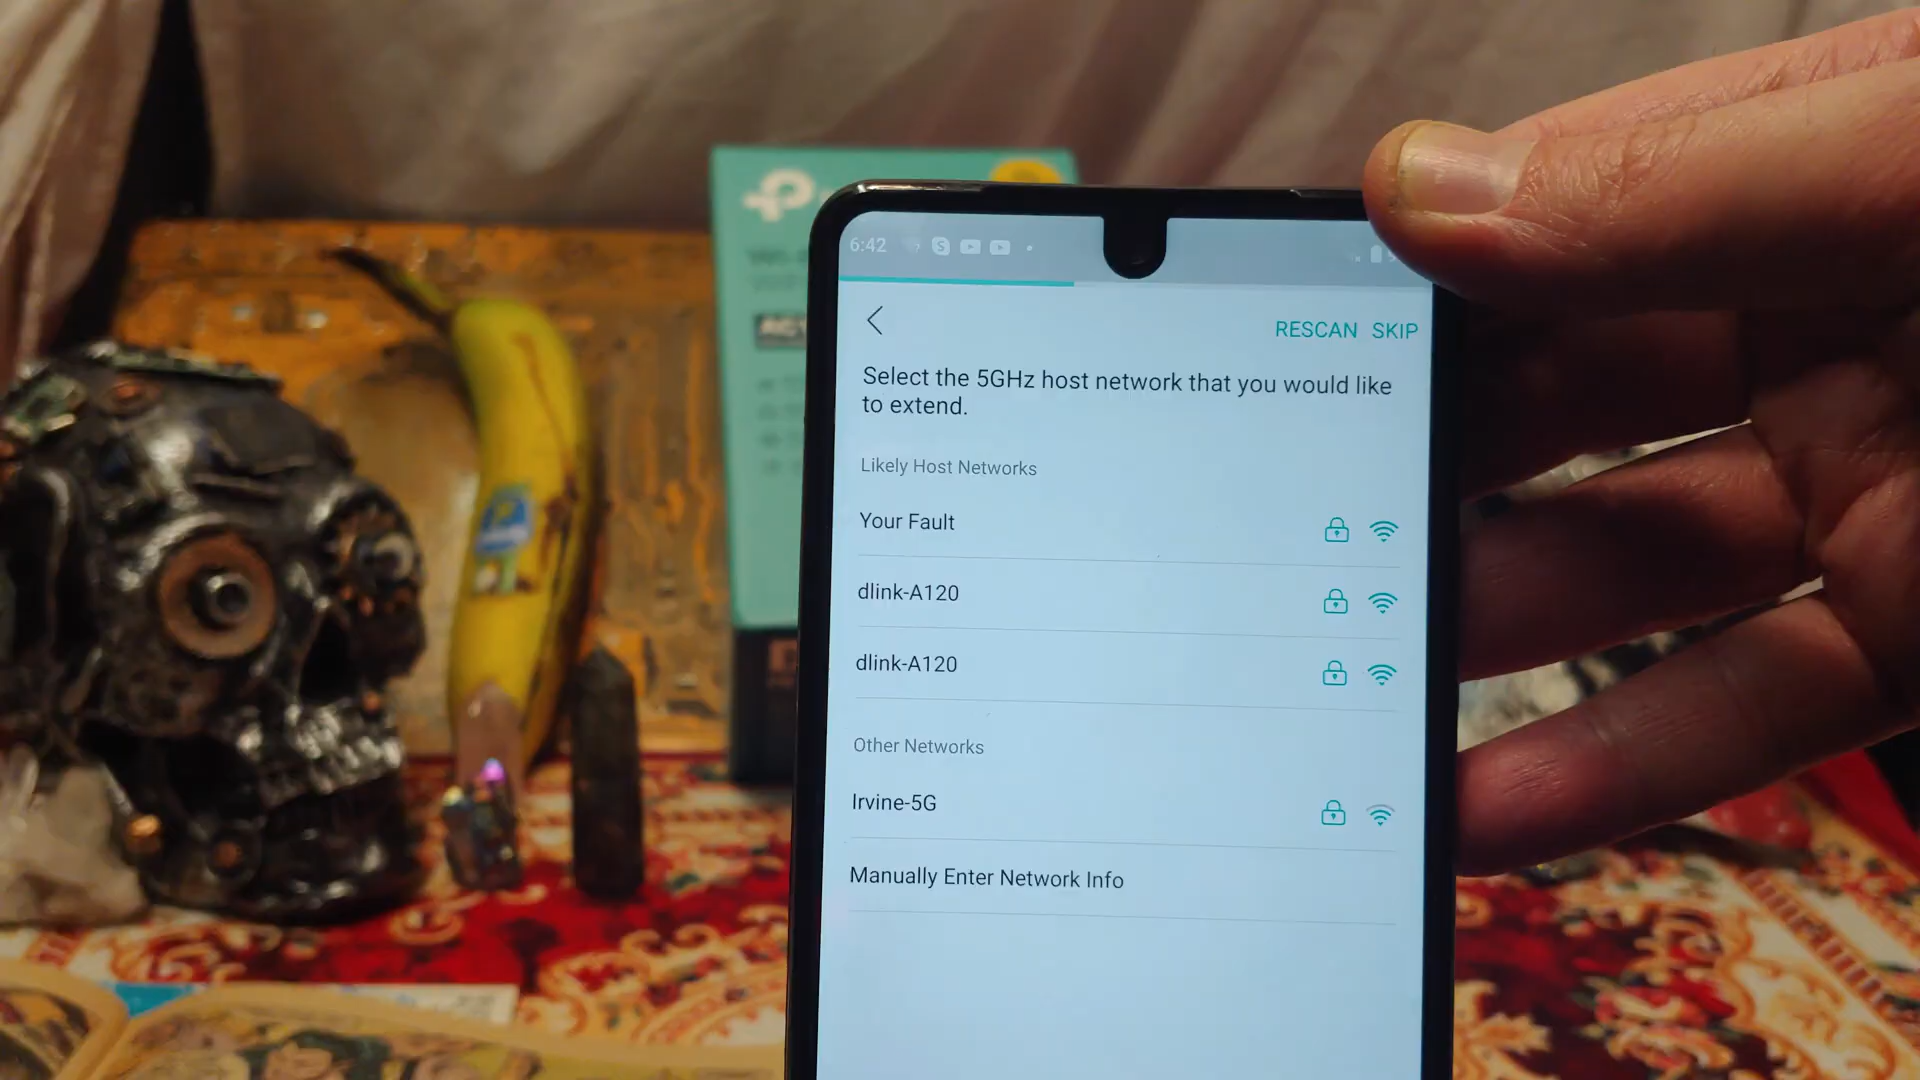 6:42
RESCAN SKIP
Select the 5GHz host network that you would like
to extend.
Likely Host Networks
Your Fault
dlink-A120
dlink-A120
Other Networks
Irvine-5G
Manually Enter Network Info